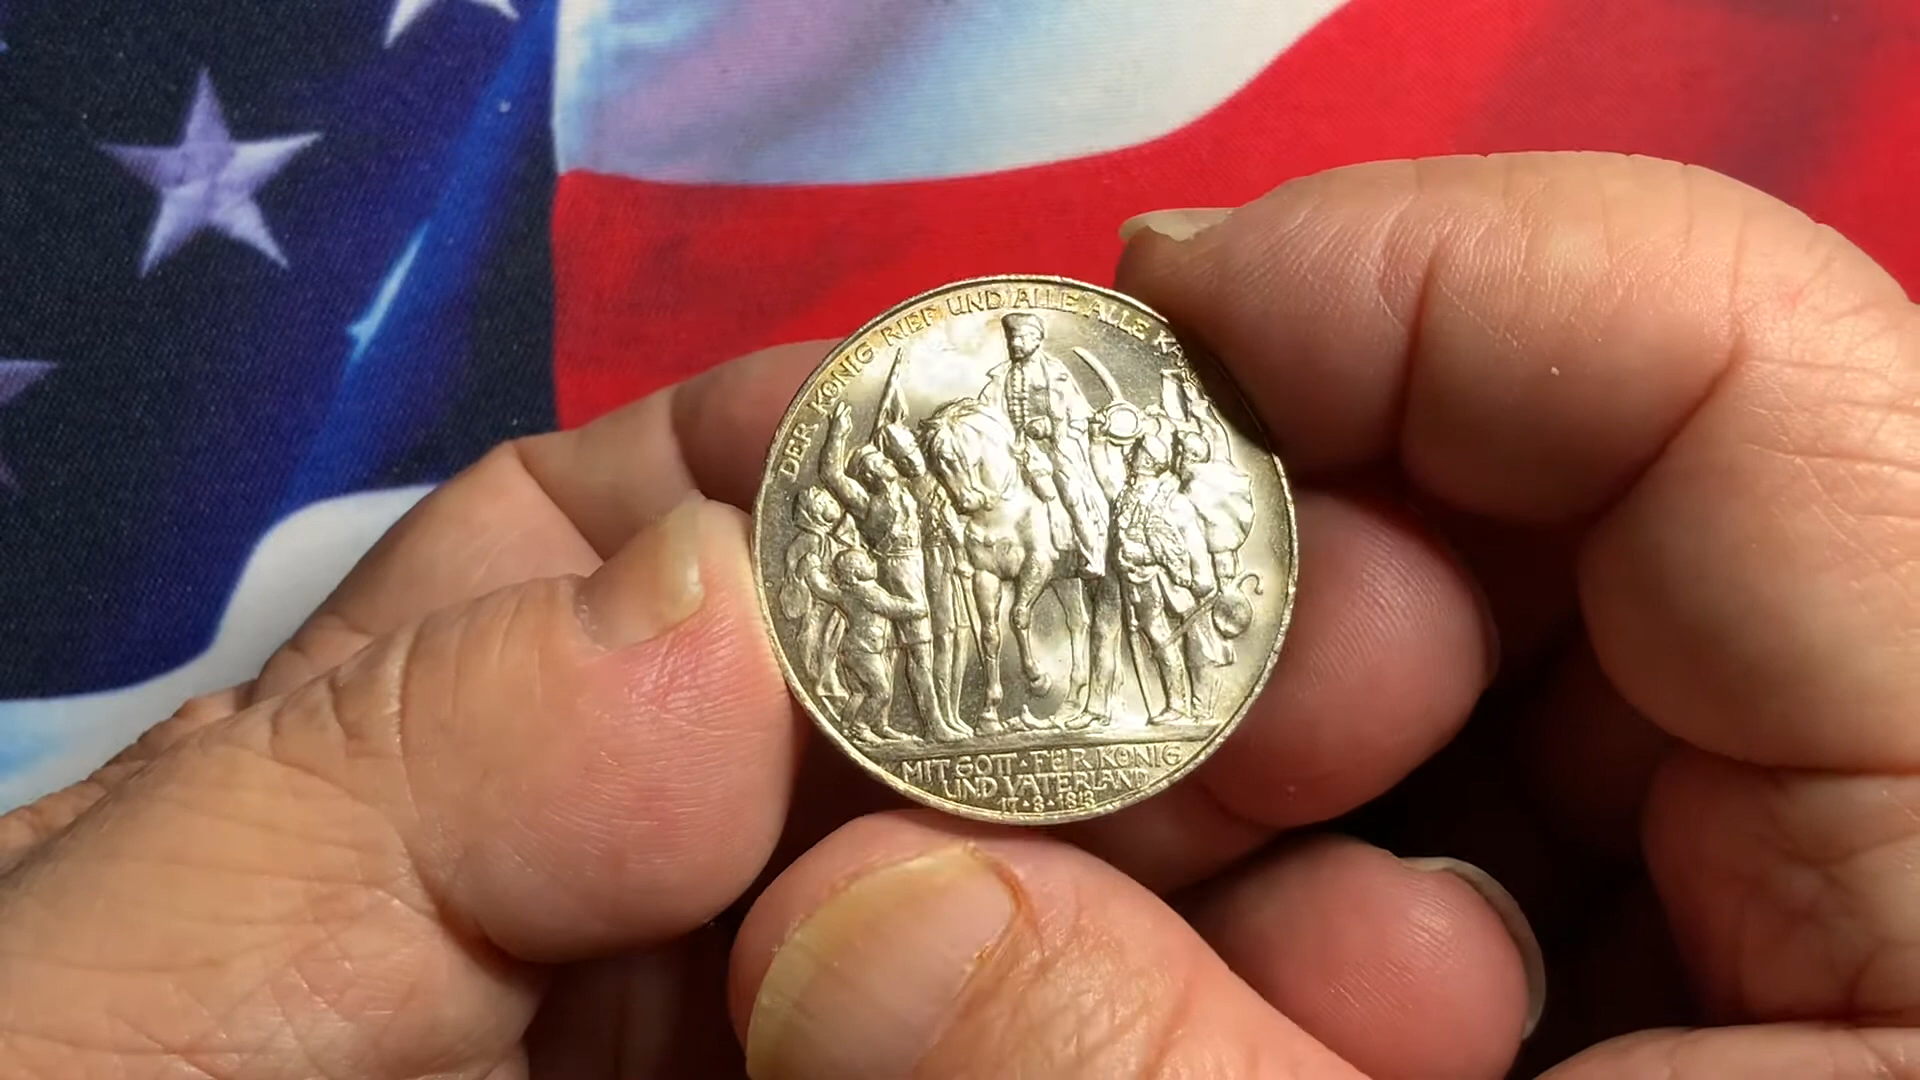 DER KÖNIG RIEF UND ALLE ALLE KA
MIT GOTT · FÜR KÖNIG
UND VATERLAND
17·3·1813